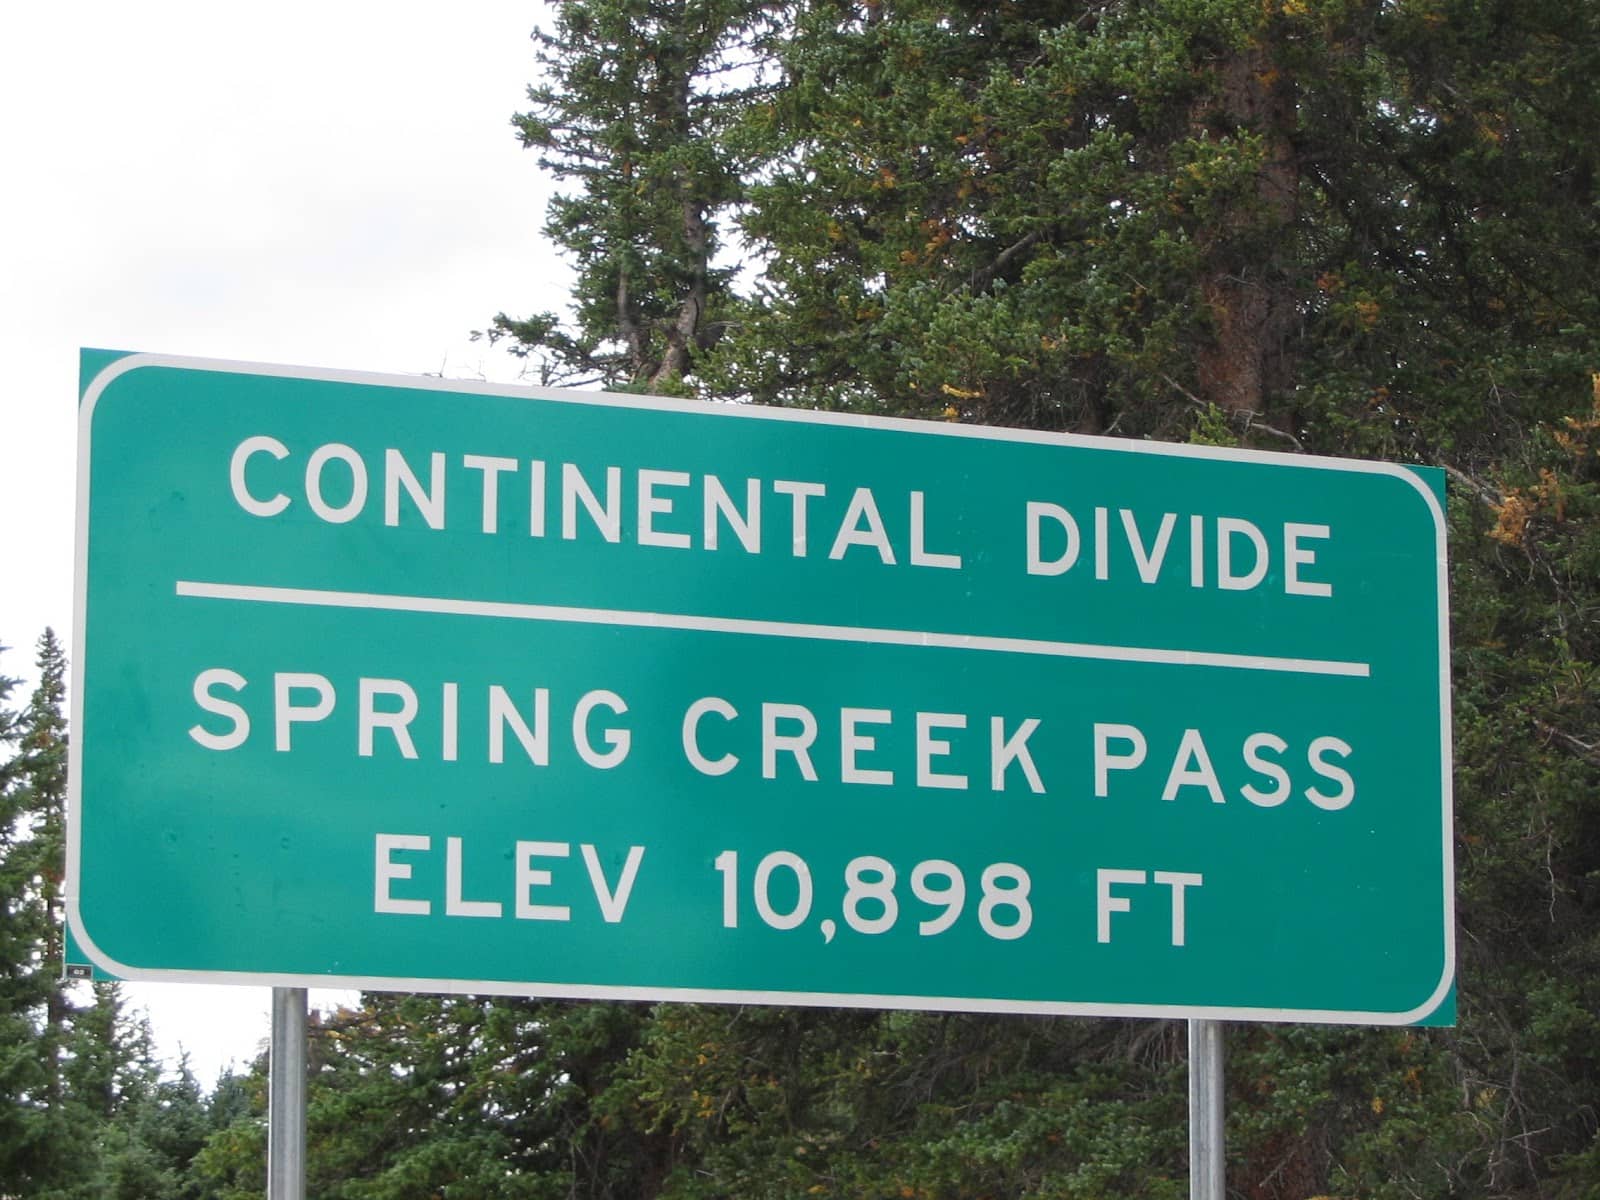 CONTINENTAL DIVIDE
SPRING CREEK PASS
ELEV 10,898 FT